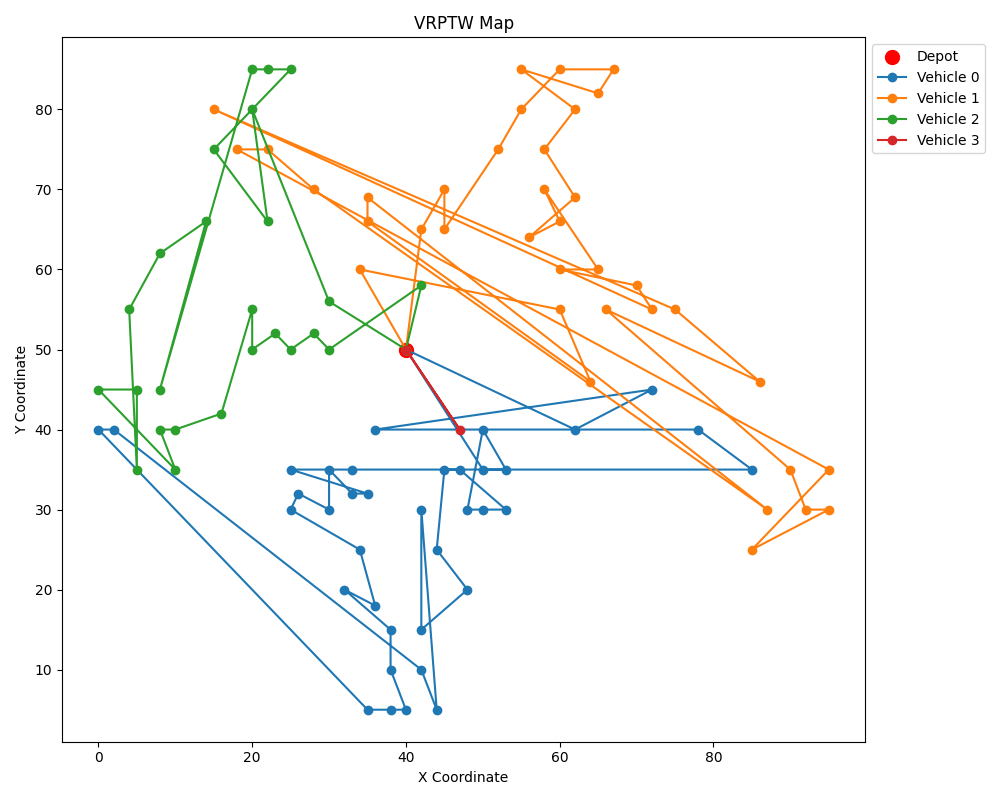 VRPTW Map
Depot
Vehicle 0
Vehicle 1
Vehicle 2
Vehicle 3
Y Coordinate
80
70
60
50
40
30
20
10
0
20
40
60
80
X Coordinate